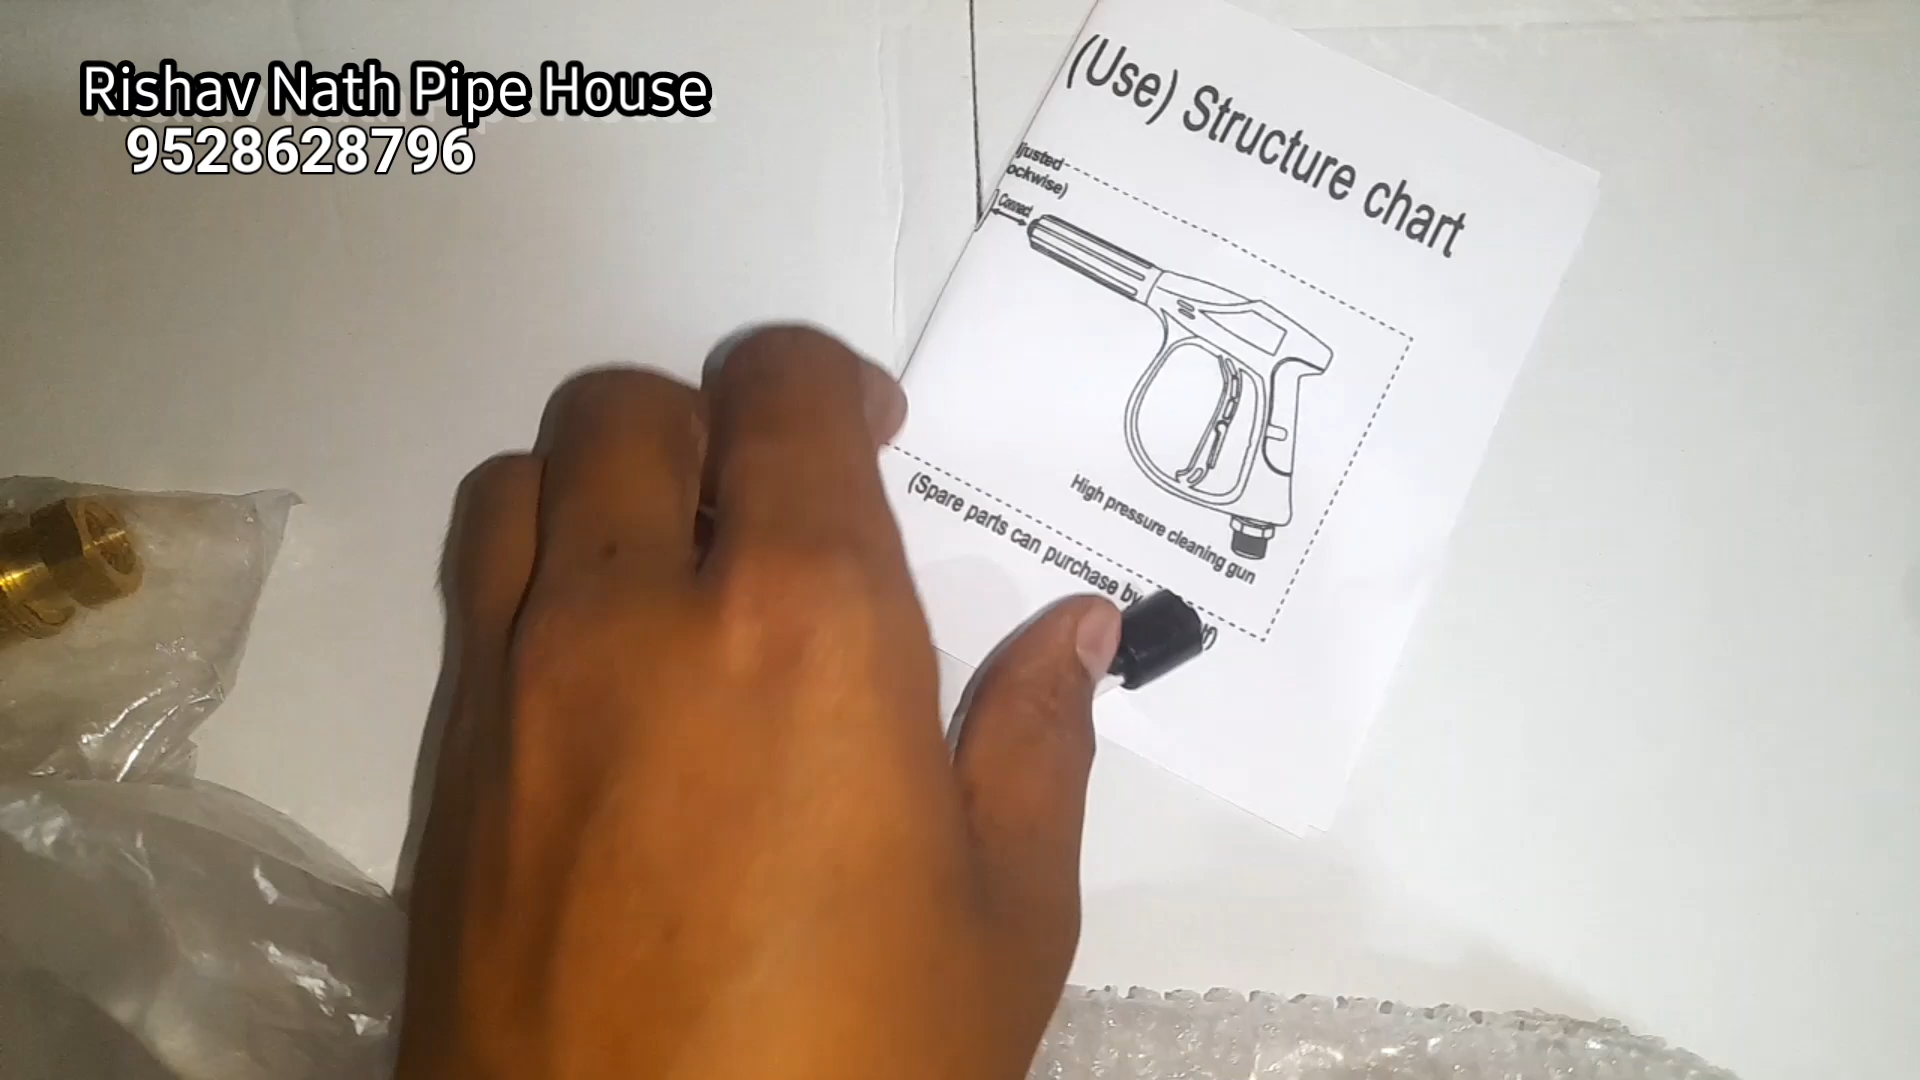 Rishav Nath Pipe House
9528628796
(Use) Structure chart
justed
ockwise)
Connect
High pressure cleaning gun
(Spare parts can purchase by